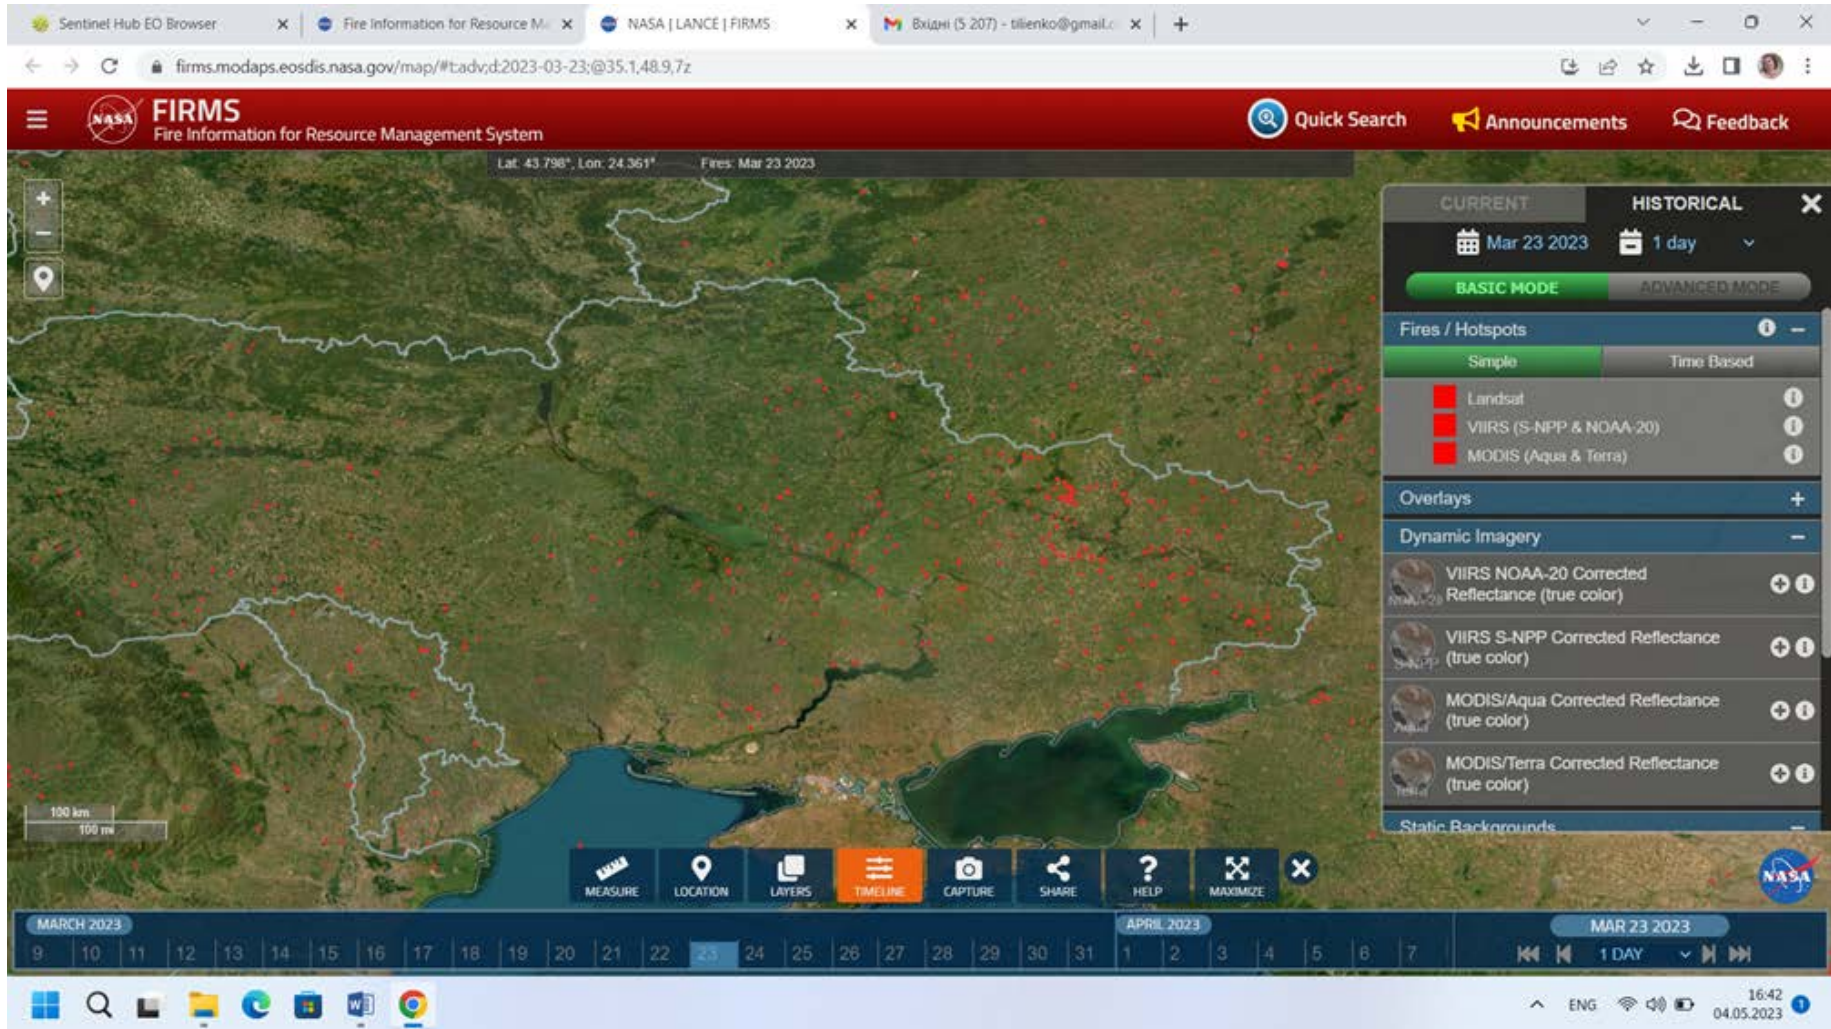 Sentinel Hub EO Browser
Fire Information for Resource Ma
NASA | LANCE | FIRMS
Вхідні (5 207) - tilienko@gmail.c
firms.modaps.eosdis.nasa.gov/map/#t:adv;d:2023-03-23;@35.1,48.9,7z
NASA
FIRMS
Fire Information for Resource Management System
Quick Search
Announcements
Feedback
Lat: 43.798°, Lon: 24.361° Fires: Mar 23 2023
+
−
CURRENT
HISTORICAL
Mar 23 2023
1 day
BASIC MODE
ADVANCED MODE
Fires / Hotspots
Simple
Time Based
Landsat
VIIRS (S-NPP & NOAA-20)
MODIS (Aqua & Terra)
Overlays
Dynamic Imagery
VIIRS NOAA-20 Corrected
Reflectance (true color)
NOAA-20
VIIRS S-NPP Corrected Reflectance
(true color)
S-NPP
MODIS/Aqua Corrected Reflectance
(true color)
Aqua
MODIS/Terra Corrected Reflectance
(true color)
Terra
Static Backgrounds
100 km
100 mi
MEASURE
LOCATION
LAYERS
TIMELINE
CAPTURE
SHARE
HELP
MAXIMIZE
NASA
MARCH 2023
APRIL 2023
9 10 11 12 13 14 15 16 17 18 19 20 21 22 23 24 25 26 27 28 29 30 31 1 2 3 4 5 6 7
MAR 23 2023
1 DAY
ENG
16:42
04.05.2023
1